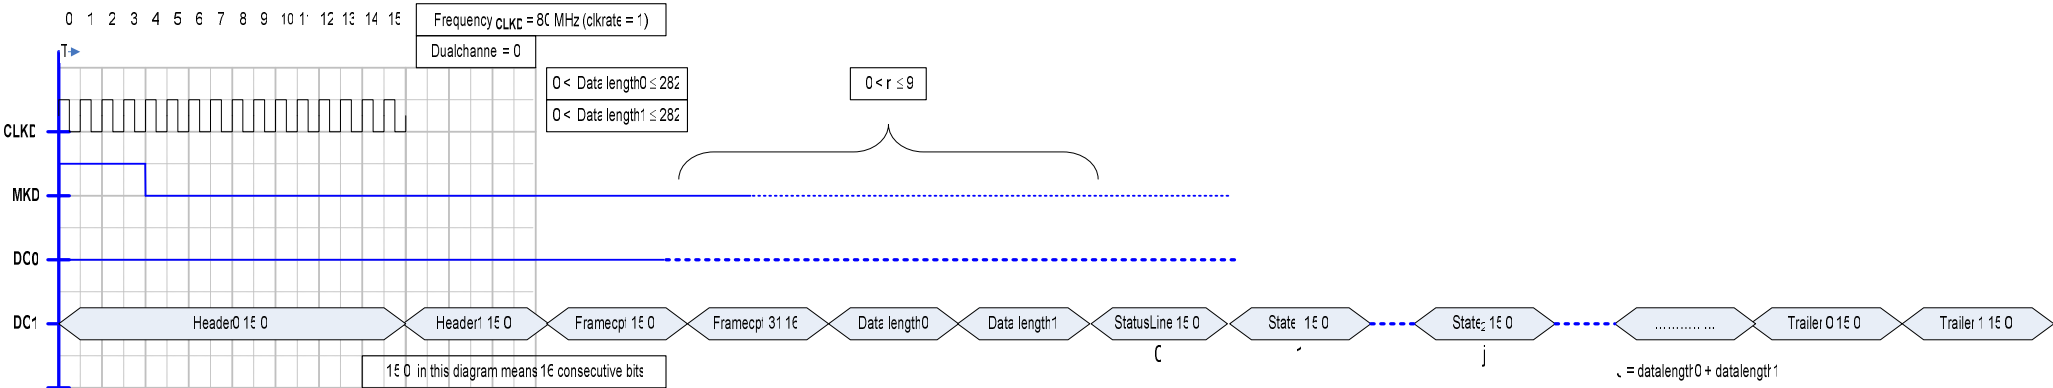 0 1 2 3 4 5 6 7 8 9 10 11 12 13 14 15
Frequency CLKD = 80 MHz (clkrate = 1)
T
Dualchannel = 0
0 < Data length0 ≤ 282
0 < Data length1 ≤ 282
0 < r ≤ 9
CLKD
MKD
DC0
DC1
Header0 15 0
Header1 15 0
Framecpt 15 0
Framecpt 31 16
Data length0
Data length1
StatusLine 15 0
State 15 0
State2 15 0
..............
Trailer 0 15 0
Trailer 1 15 0
j
15 0 in this diagram means 16 consecutive bits
= datalength0 + datalength1